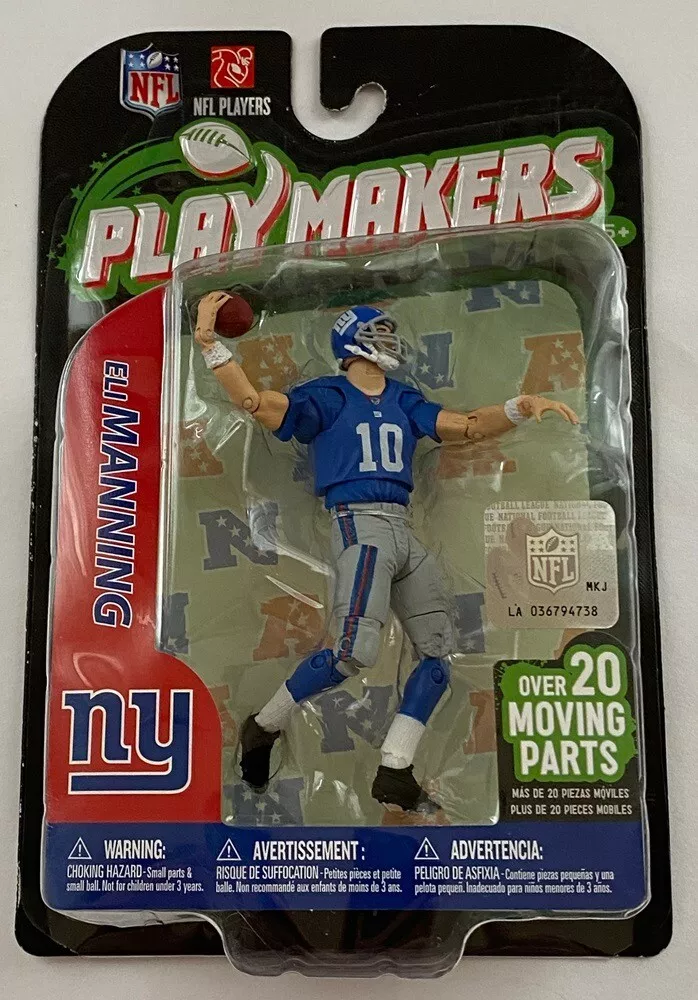 NFL
NFL PLAYERS
PLAYMAKERS
5+
ELI MANNING
ny
10
NFL
MKJ
LA 036794738
ny
OVER 20
MOVING
PARTS
MÁS DE 20 PIEZAS MÓVILES
PLUS DE 20 PIECES MOBILES
WARNING:
CHOKING HAZARD - Small parts &
small ball. Not for children under 3 years.
AVERTISSEMENT :
RISQUE DE SUFFOCATION - Petites pièces et petite
balle. Non recommandé aux enfants de moins de 3 ans.
ADVERTENCIA:
PELIGRO DE ASFIXIA - Contiene piezas pequeñas y una
pelota pequeñ. Inadecuado para niños menores de 3 años.